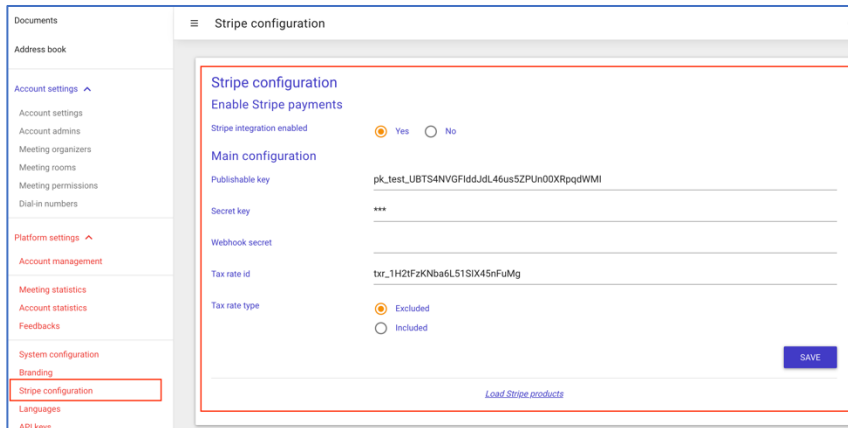 Documents
Address book
Account settings
Account settings
Account admins
Meeting organizers
Meeting rooms
Meeting permissions
Dial-in numbers
Platform settings
Account management
Meeting statistics
Account statistics
Feedbacks
System configuration
Branding
Stripe configuration
Languages
API keys
Stripe configuration
Stripe configuration
Enable Stripe payments
Stripe integration enabled Yes No
Main configuration
Publishable key pk_test_UBTS4NVGFIddJdL46us5ZPUn00XRpqdWMI
Secret key ***
Webhook secret
Tax rate id txr_1H2tFzKNba6L51SIX45nFuMg
Tax rate type Excluded
Included
SAVE
Load Stripe products